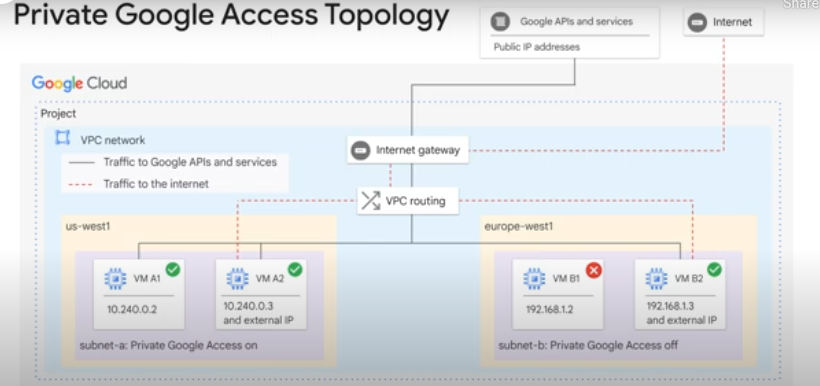 Share
Private Google Access Topology
Google APIs and services
Public IP addresses
Internet
Google Cloud
Project
VPC network
Traffic to Google APIs and services
Traffic to the internet
Internet gateway
VPC routing
us-west1
VM A1
10.240.0.2
VM A2
10.240.0.3
and external IP
subnet-a: Private Google Access on
europe-west1
VM B1
192.168.1.2
VM B2
192.168.1.3
and external IP
subnet-b: Private Google Access off